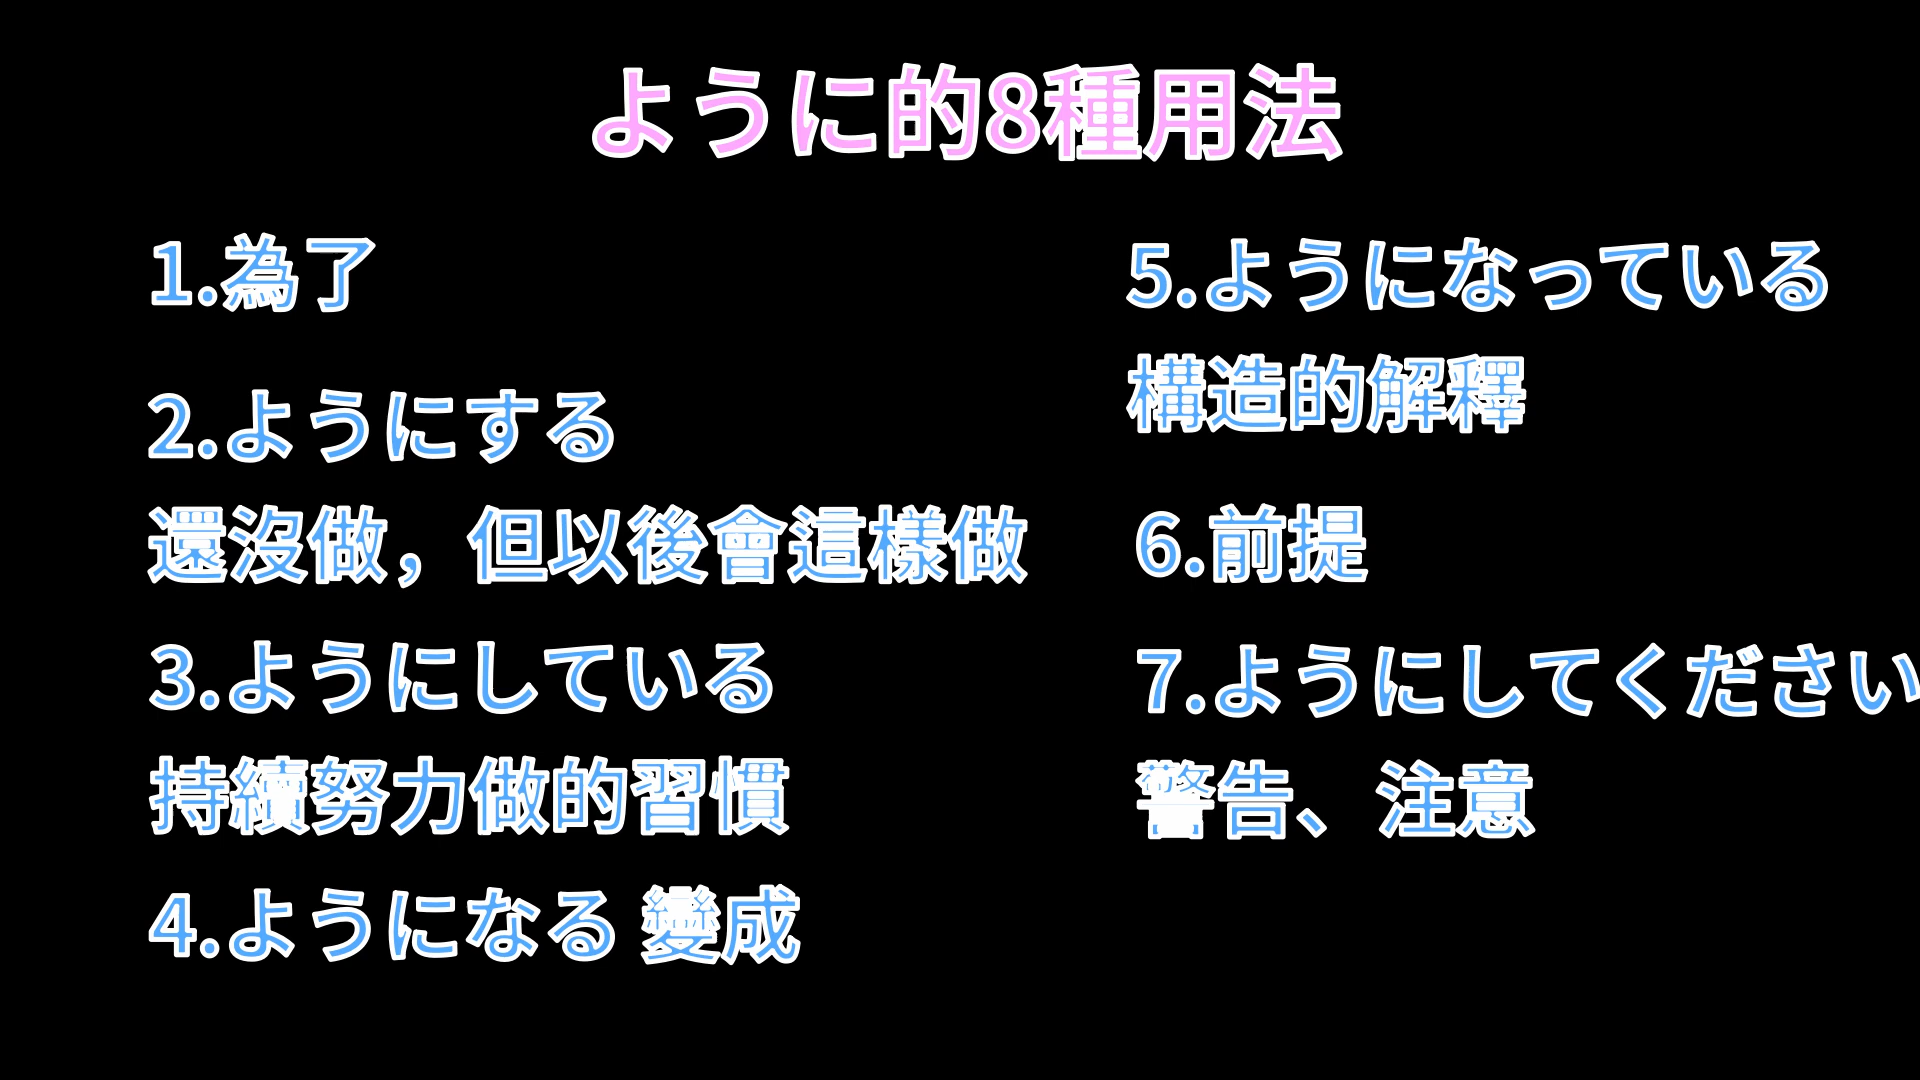 ように的8種用法
1.為了
2.ようにする
還沒做，但以後會這樣做
3.ようにしている
持續努力做的習慣
4.ようになる 變成
5.ようになっている
構造的解釋
6.前提
7.ようにしてください
警告、注意